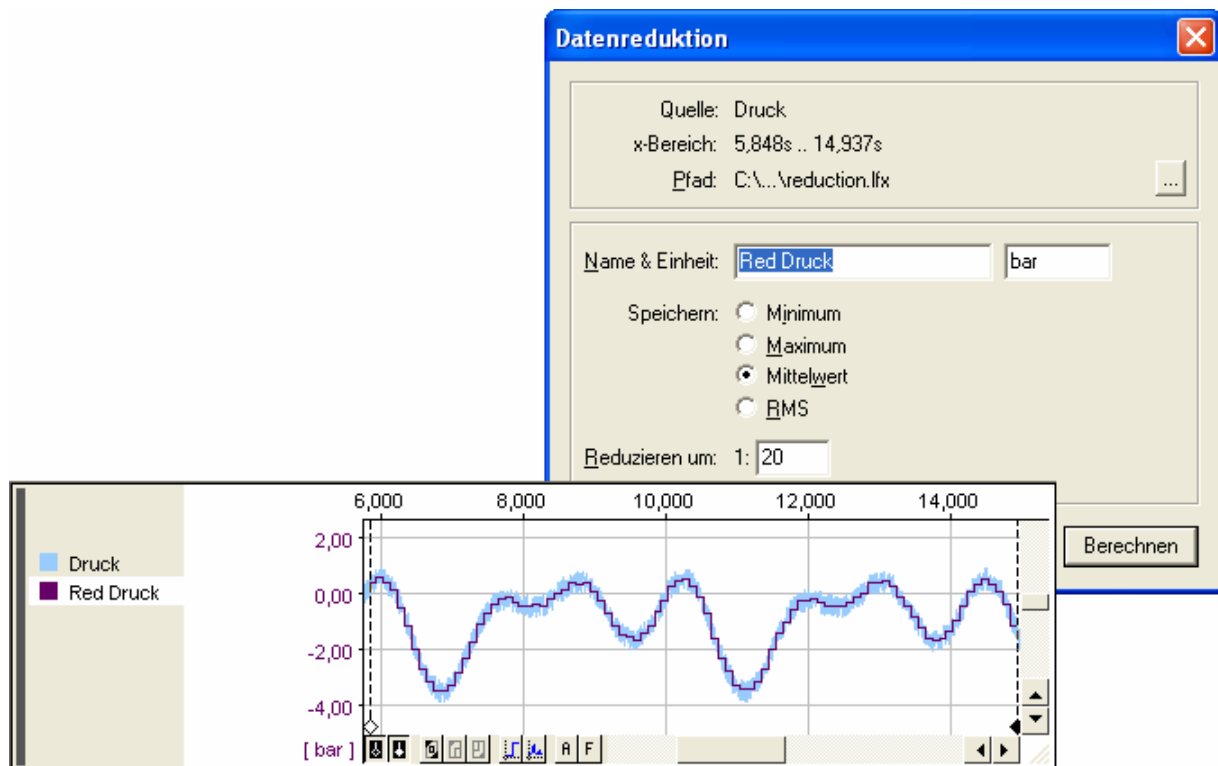 Datenreduktion
Quelle: Druck
x-Bereich: 5,848s .. 14,937s
Pfad: C:\...\reduction.lfx
...
Name & Einheit: Red Druck bar
Speichern: Minimum
Maximum
Mittelwert
RMS
Reduzieren um: 1: 20
Berechnen
6,000 8,000 10,000 12,000 14,000
2,00
Druck
Red Druck
0,00
-2,00
-4,00
[ bar ]
A F